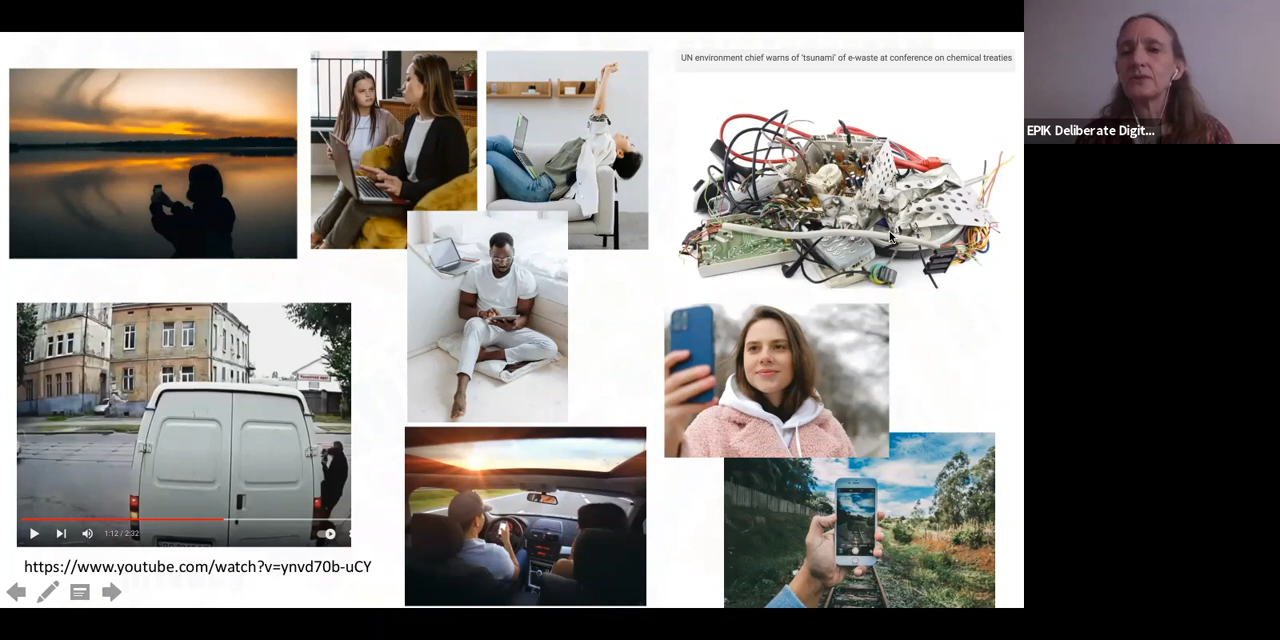 UN environment chief warns of 'tsunami' of e-waste at conference on chemical treaties
EPIK Deliberate Digit...
1:12 / 2:32
https://www.youtube.com/watch?v=ynvd70b-uCY